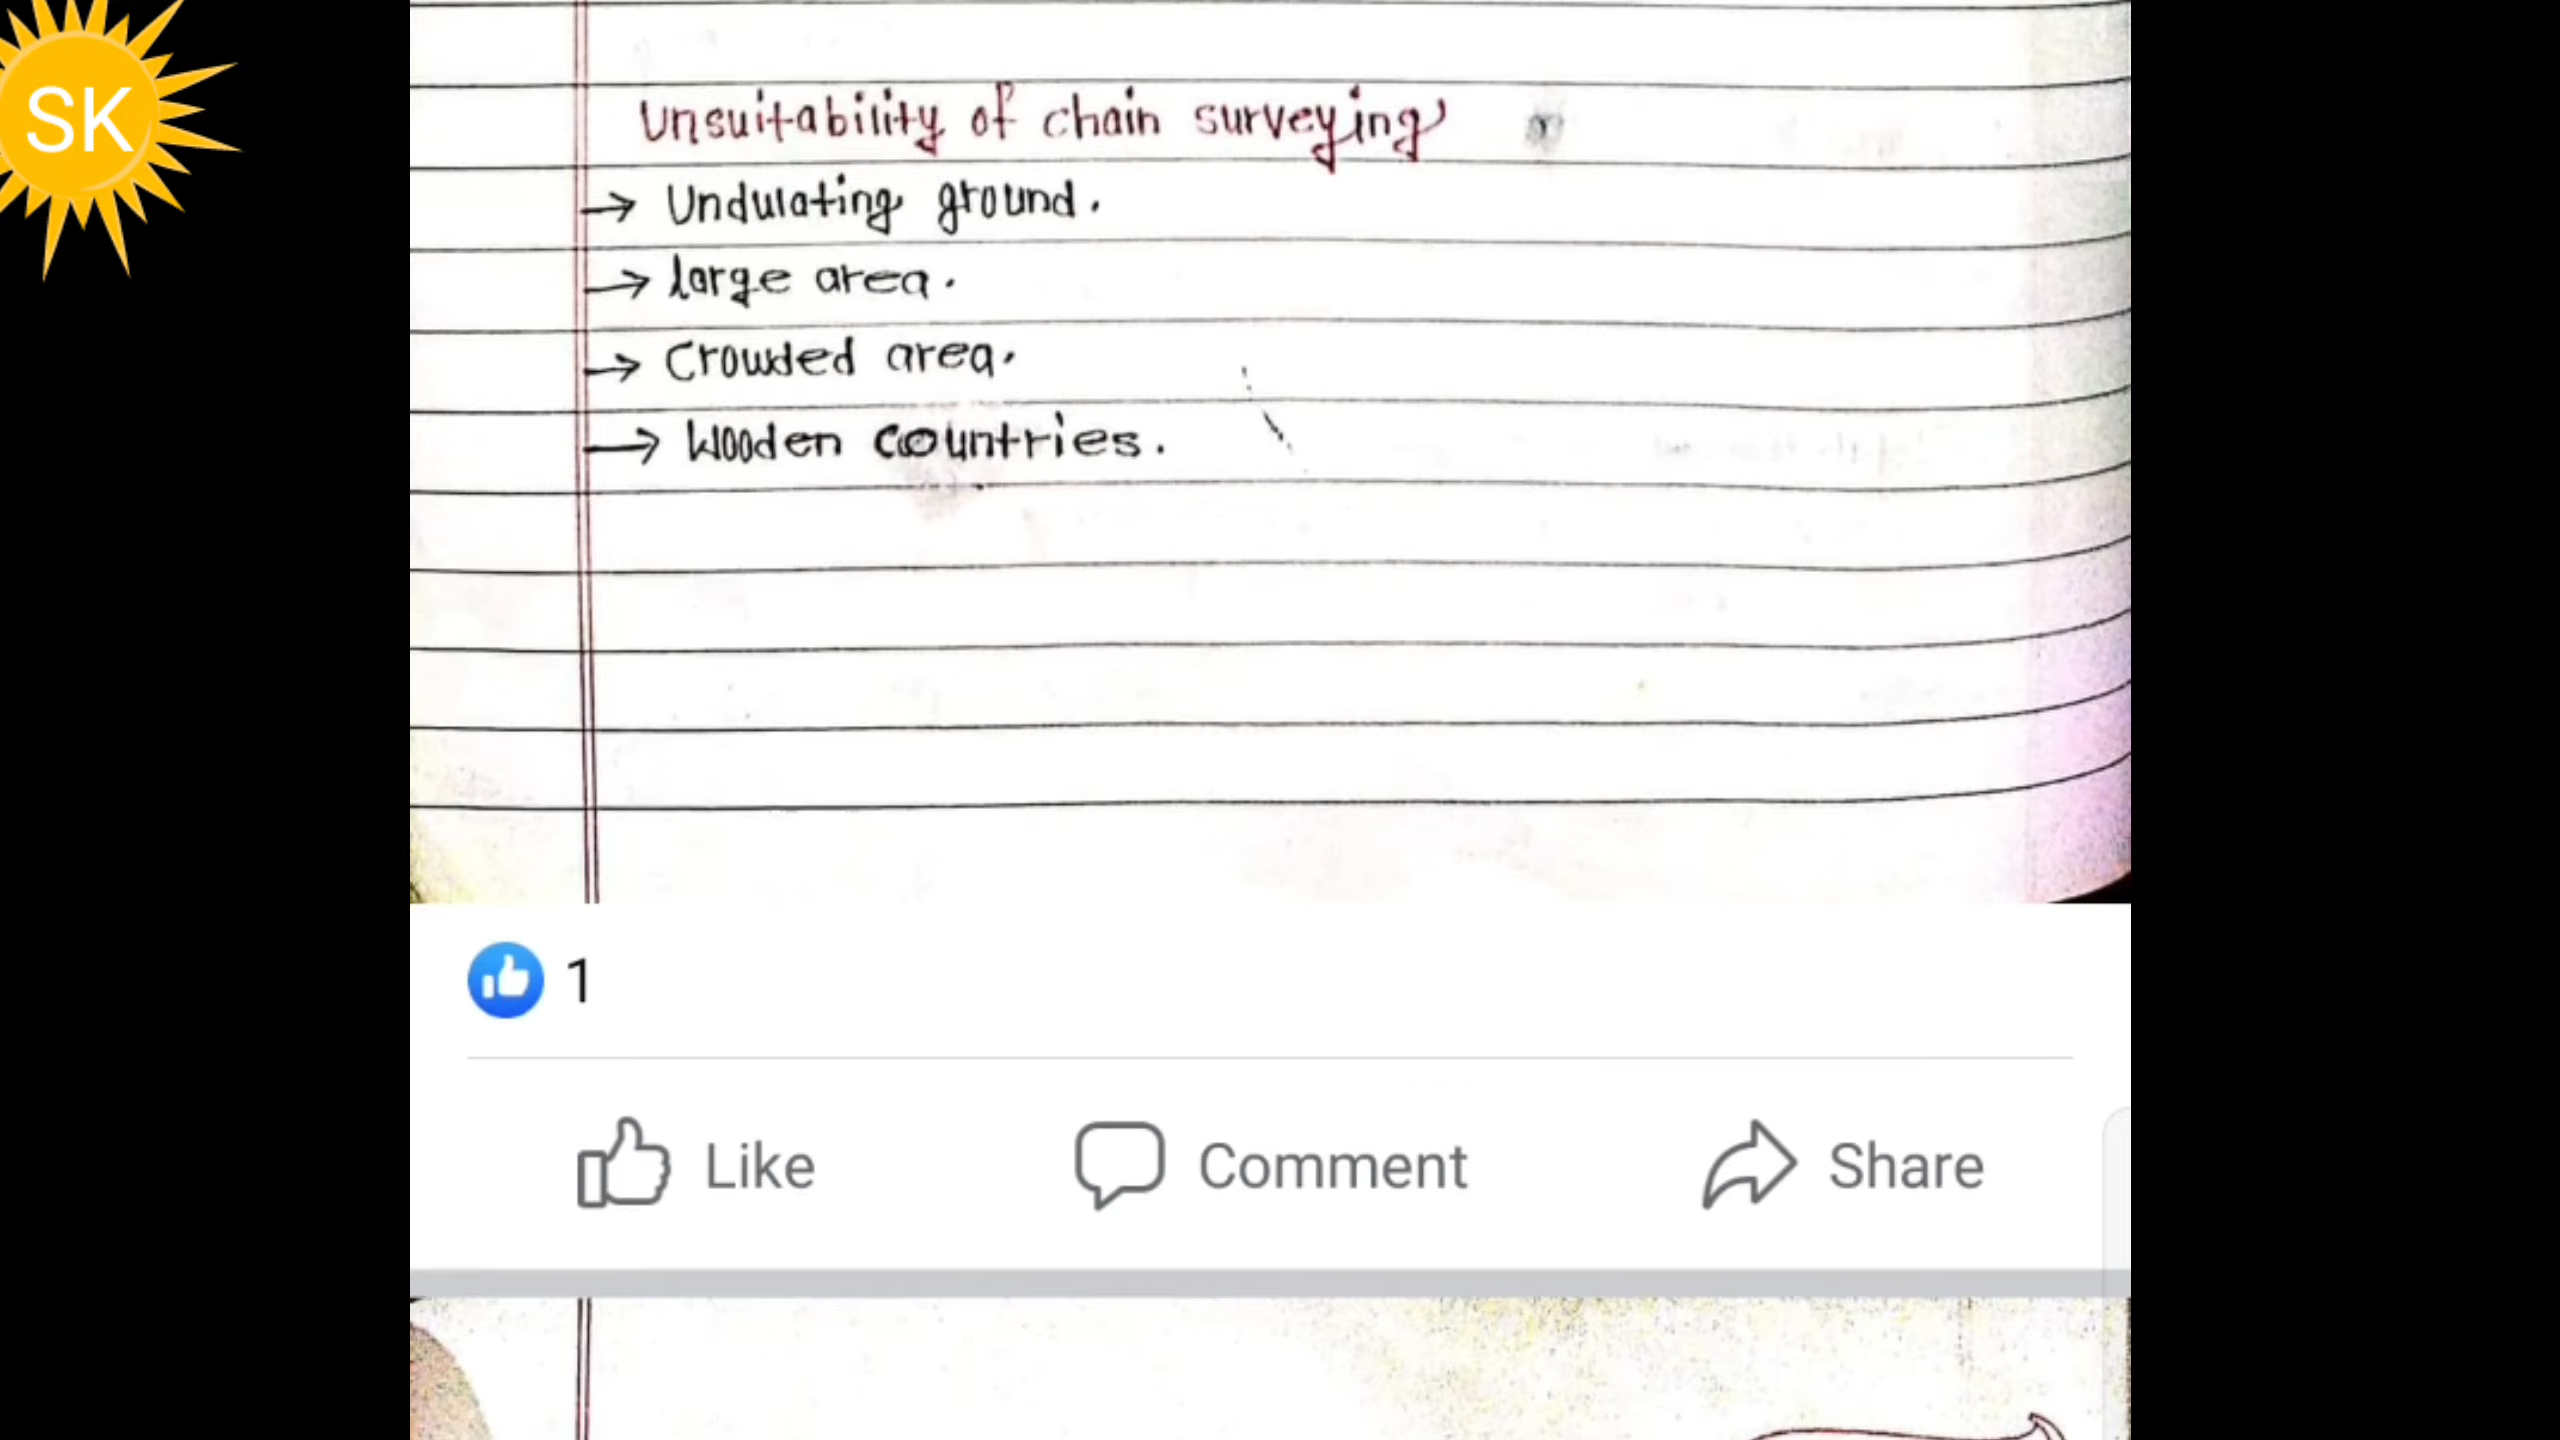 SK
Unsuitability of chain surveying
→ Undulating ground.
→ large area.
→ Crowded area.
→ Wooden countries.
1
Like Comment Share